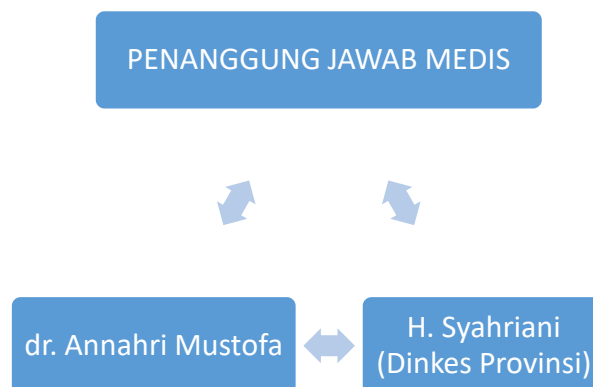 PENANGGUNG JAWAB MEDIS
dr. Annahri Mustofa
H. Syahriani
(Dinkes Provinsi)